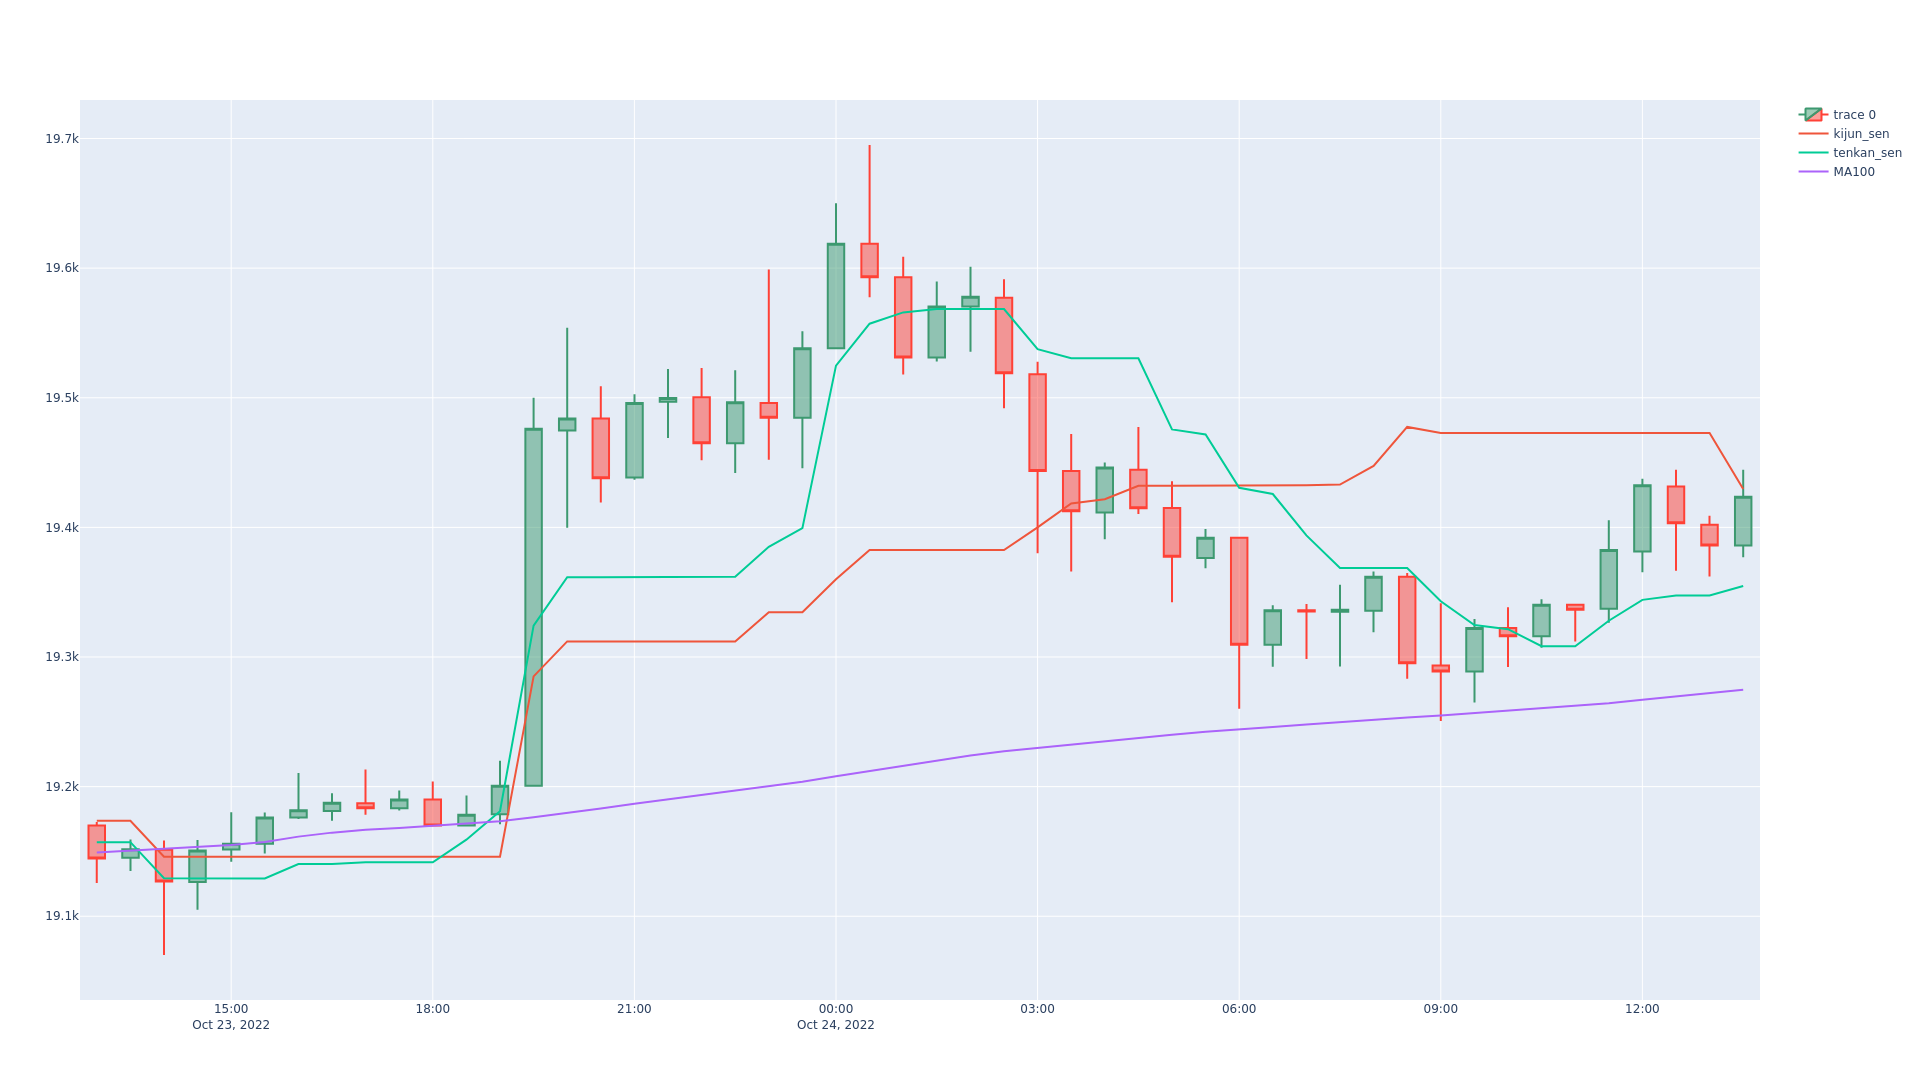 19.7k
19.6k
19.5k
19.4k
19.3k
19.2k
19.1k
15:00
Oct 23, 2022
18:00
21:00
00:00
Oct 24, 2022
03:00
06:00
09:00
12:00
trace 0
kijun_sen
tenkan_sen
MA100